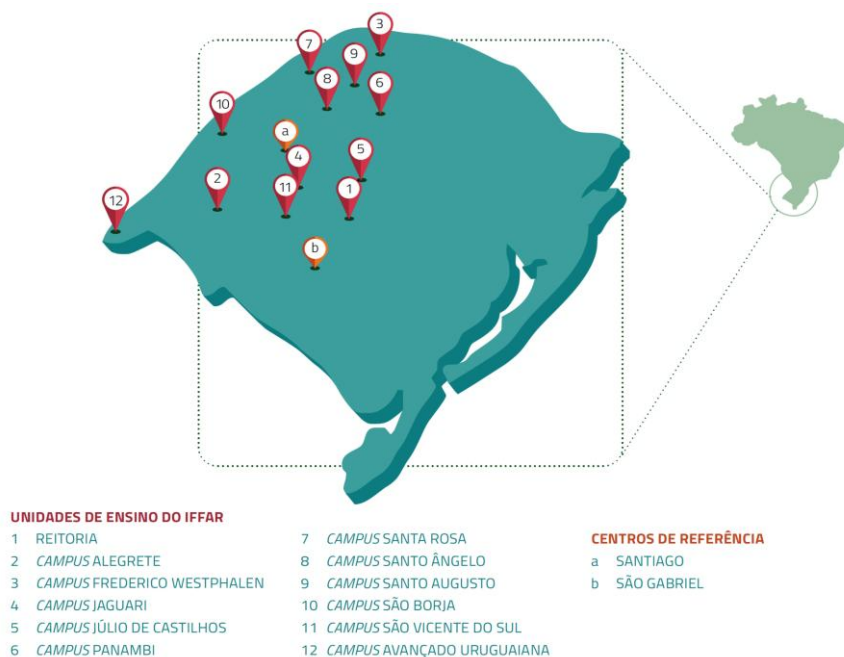 3
7
9
8
6
10
a
4
5
2
11
1
12
b
UNIDADES DE ENSINO DO IFFAR
1 REITORIA
2 CAMPUS ALEGRETE
3 CAMPUS FREDERICO WESTPHALEN
4 CAMPUS JAGUARI
5 CAMPUS JÚLIO DE CASTILHOS
6 CAMPUS PANAMBI
7 CAMPUS SANTA ROSA
8 CAMPUS SANTO ÂNGELO
9 CAMPUS SANTO AUGUSTO
10 CAMPUS SÃO BORJA
11 CAMPUS SÃO VICENTE DO SUL
12 CAMPUS AVANÇADO URUGUAIANA
CENTROS DE REFERÊNCIA
a SANTIAGO
b SÃO GABRIEL